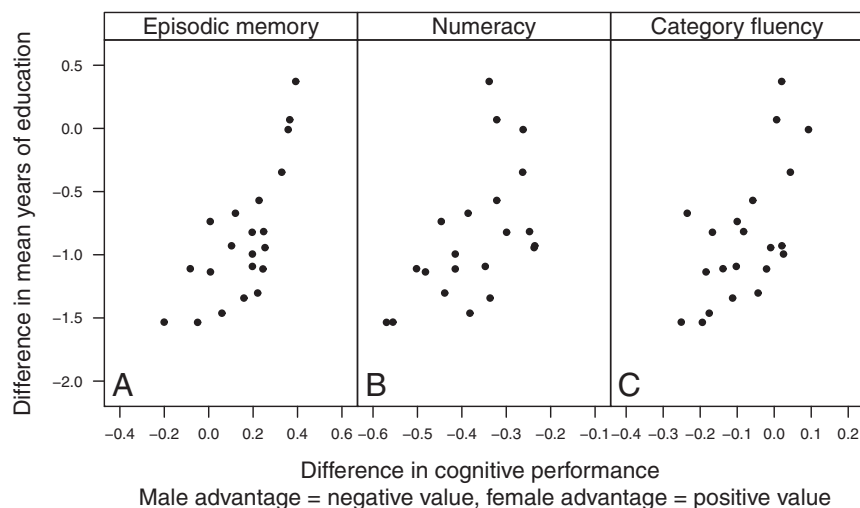 Episodic memory Numeracy Category fluency
Difference in mean years of education
0.5
0.0
−0.5
−1.0
−1.5
−2.0
A B C
−0.4 −0.2 0.0 0.2 0.4 0.6 −0.6 −0.5 −0.4 −0.3 −0.2 −0.1 −0.4 −0.3 −0.2 −0.1 0.0 0.1 0.2
Difference in cognitive performance
Male advantage = negative value, female advantage = positive value